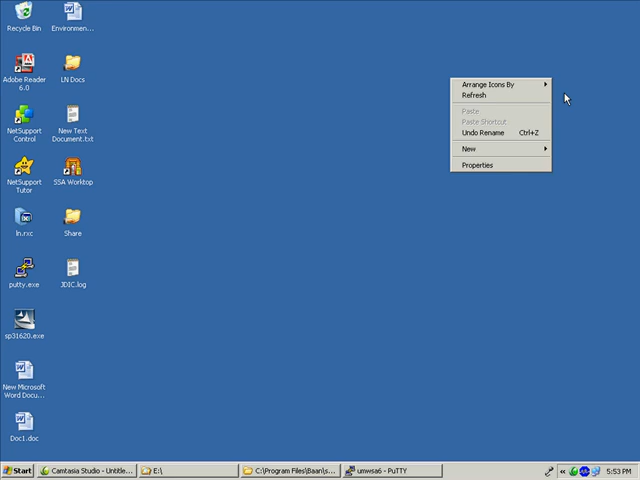 Recycle Bin
Environmen...
Adobe Reader
6.0
LN Docs
NetSupport
Control
New Text
Document.txt
NetSupport
Tutor
SSA Worktop
ln.rxc
Share
putty.exe
JDIC.log
sp31620.exe
New Microsoft
Word Docu...
Doc1.doc
Arrange Icons By
Refresh
Paste
Paste Shortcut
Undo Rename Ctrl+Z
New
Properties
Start
Camtasia Studio - Untitle...
E:\
C:\Program Files\Baan\s...
umwsa6 - PuTTY
«
5:53 PM